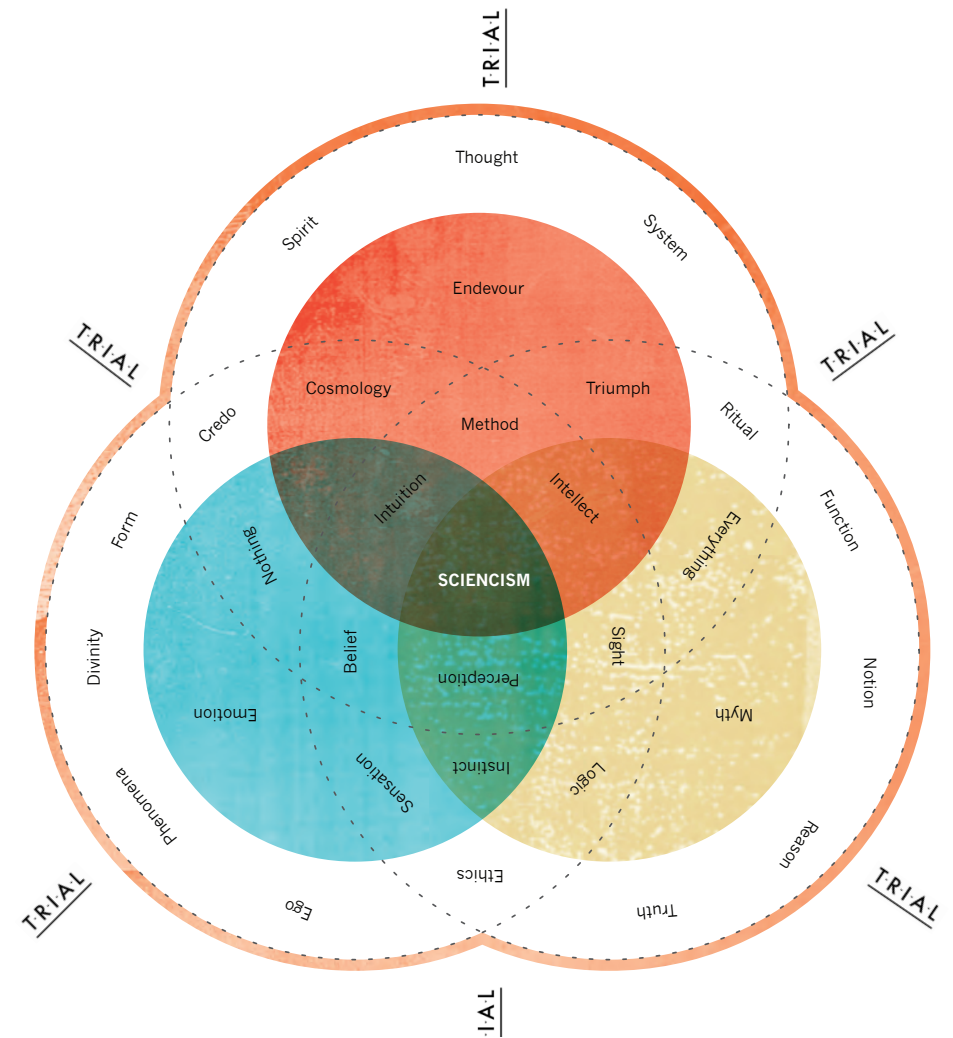 T·R·I·A·L
Thought
Spirit
System
Endevour
T·R·I·A·L
T·R·I·A·L
Cosmology
Triumph
Credo
Method
Ritual
Intuition
Intellect
Form
Nothing
Everything
Function
SCIENCISM
Divinity
Belief
Sight
Notion
Perception
Emotion
Myth
Instinct
Sensation
Logic
Phenomena
Reason
Ethics
T·R·I·A·L
T·R·I·A·L
Ego
Truth
I·A·L